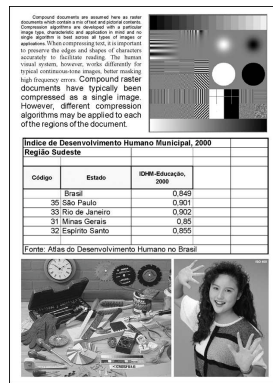 Compound documents are assumed here as raster
documents which contain a mix of text and pictorial contents.
Compression algorithms are developed with a particular
image type, characteristic and application in mind and no
single algorithm is best across all types of images or
applications. When compressing text, it is important
to preserve the edges and shapes of characters
accurately to facilitate reading. The human
visual system, however, works differently for
typical continuous-tone images, better masking
high frequency errors. Compound raster
documents have typically been
compressed as a single image.
However, different compression
algorithms may be applied to each
of the regions of the document.
Índice de Desenvolvimento Humano Municipal, 2000
Região Sudeste
Código Estado IDHM-Educação,
2000
Brasil 0,849
35 São Paulo 0,901
33 Rio de Janeiro 0,902
31 Minas Gerais 0,85
32 Espírito Santo 0,855
Fonte: Atlas do Desenvolvimento Humano no Brasil